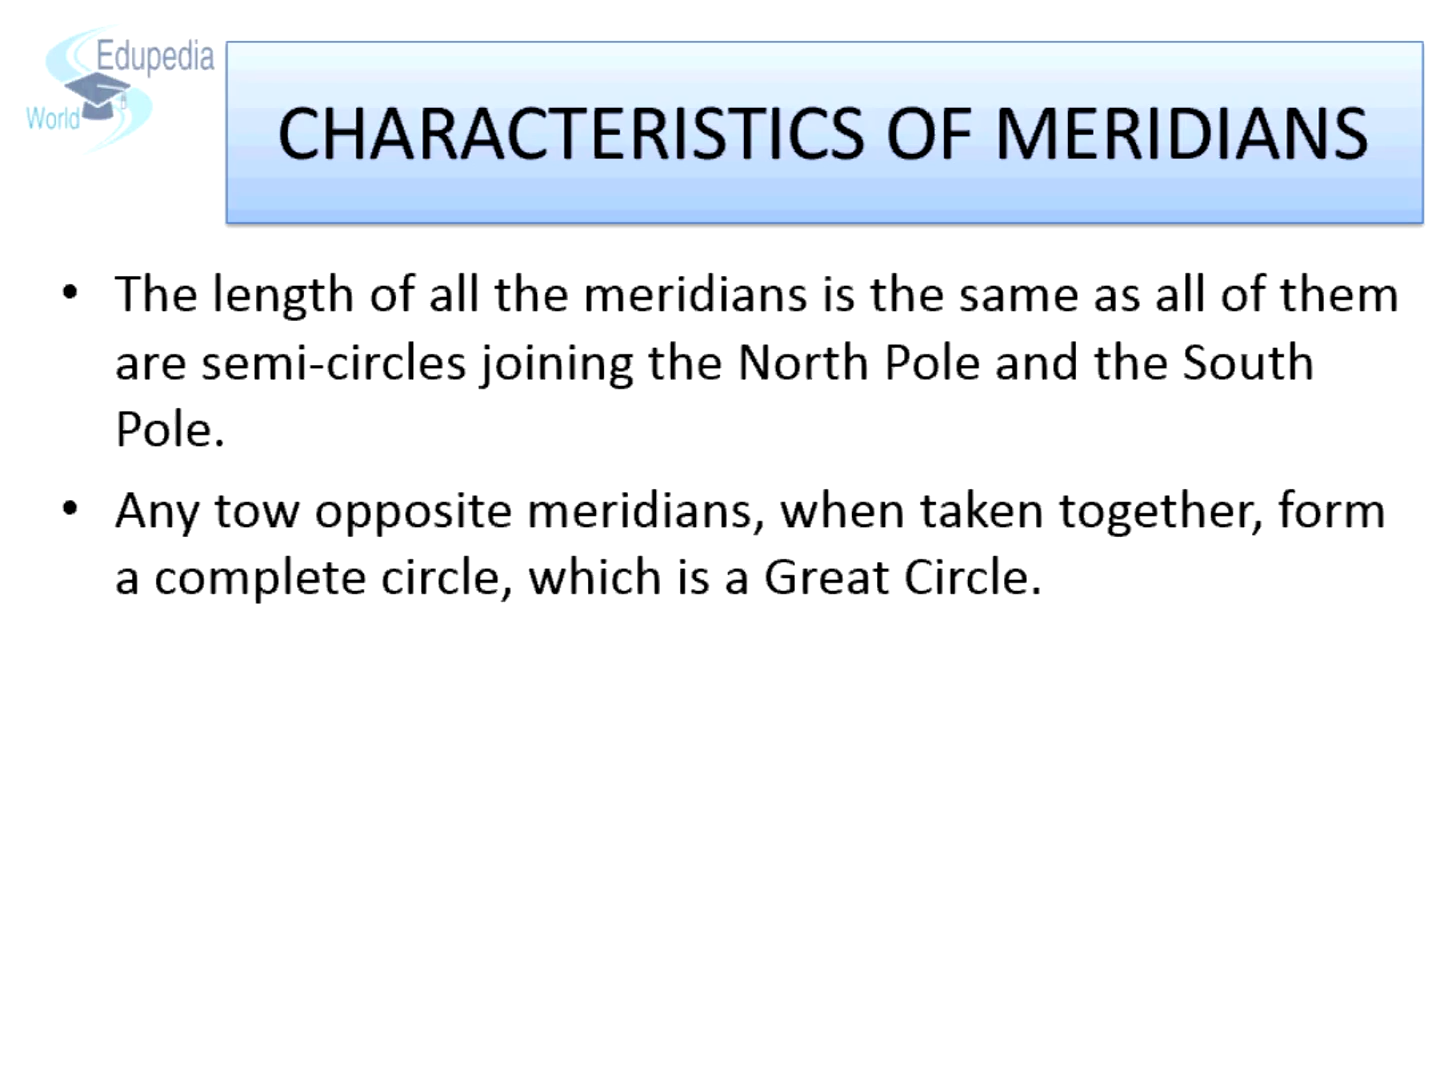 Edupedia
World
CHARACTERISTICS OF MERIDIANS
• The length of all the meridians is the same as all of them
are semi-circles joining the North Pole and the South
Pole.
• Any tow opposite meridians, when taken together, form
a complete circle, which is a Great Circle.